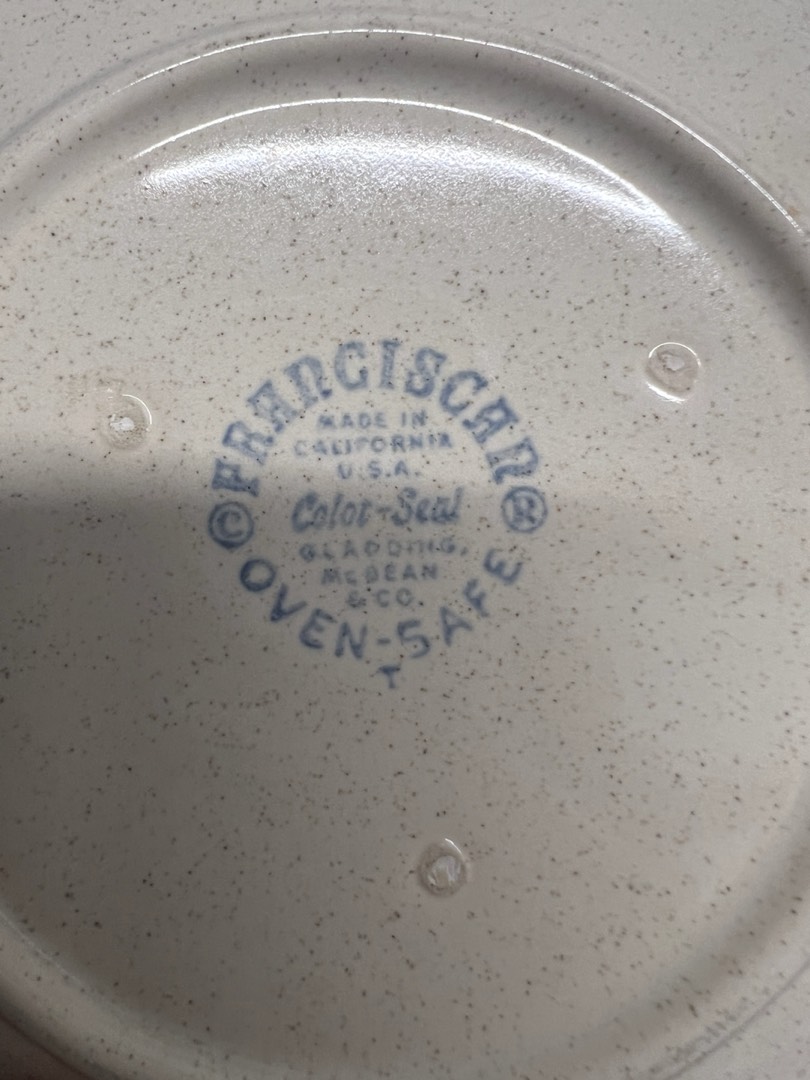 © FRANCISCAN ®
MADE IN
CALIFORNIA
U.S.A.
Color-Seal
GLADDING,
McBEAN
& CO.
OVEN-SAFE
T